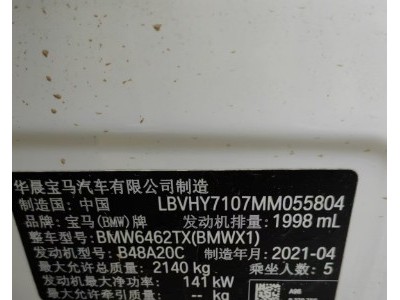 华晨宝马汽车有限公司制造
制造国：中国 LBVHY7107MM055804
品牌：宝马(BMW)牌 发动机排量：1998 mL
整车型号：BMW6462TX(BMWX1)
发动机型号：B48A20C 制造年月：2021-04
最大允许总质量：2140 kg 乘坐人数：5
发动机最大净功率：141 kW
最大允许牵引质量：-- kg